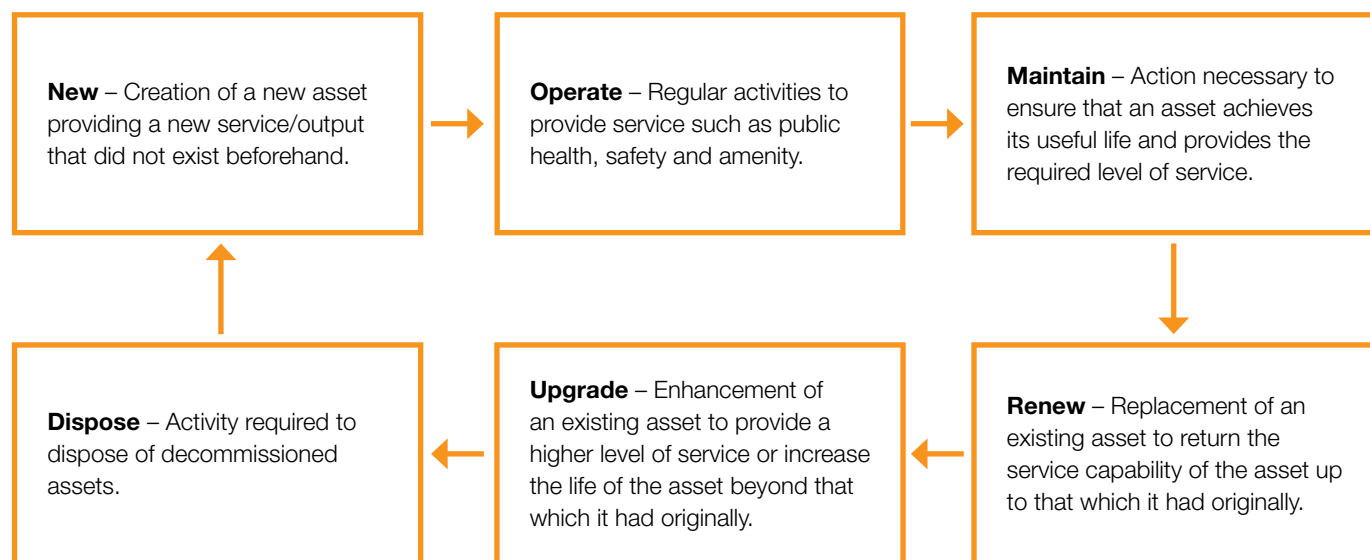 New – Creation of a new asset
providing a new service/output
that did not exist beforehand.
Operate – Regular activities to
provide service such as public
health, safety and amenity.
Maintain – Action necessary to
ensure that an asset achieves
its useful life and provides the
required level of service.
Dispose – Activity required to
dispose of decommissioned
assets.
Upgrade – Enhancement of
an existing asset to provide a
higher level of service or increase
the life of the asset beyond that
which it had originally.
Renew – Replacement of an
existing asset to return the
service capability of the asset up
to that which it had originally.